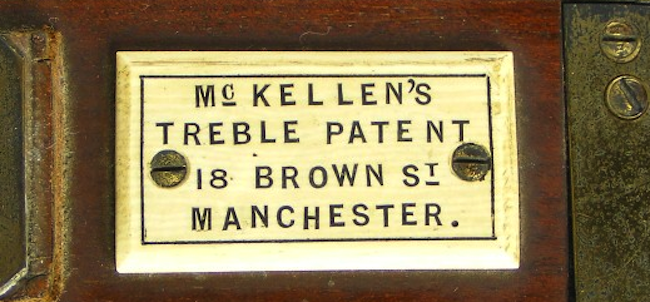 Mc KELLEN'S
TREBLE PATENT
18 BROWN ST
MANCHESTER.